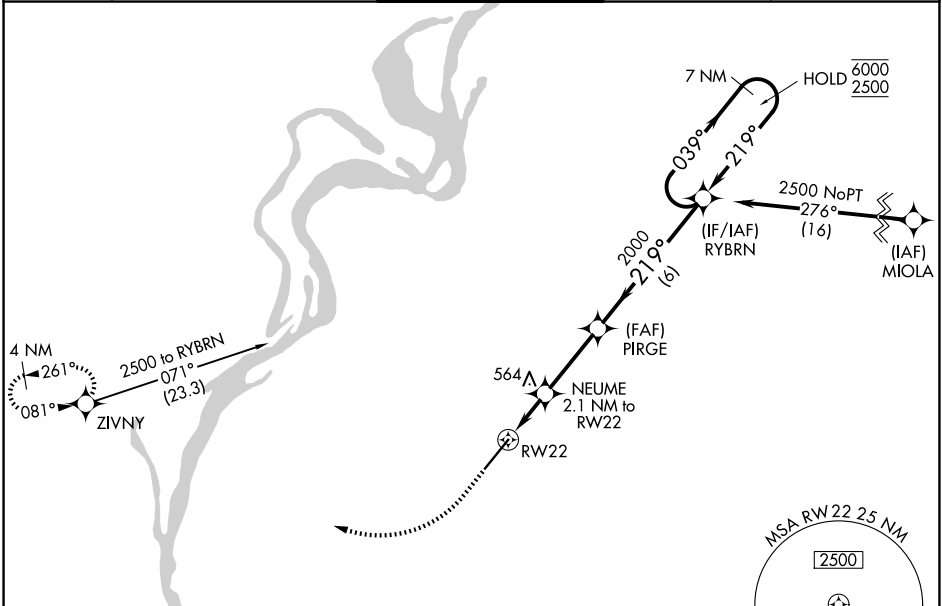 7 NM
HOLD 6000
2500
039°
219°
2500 NoPT
276°
(16)
(IF/IAF)
RYBRN
(IAF)
MIOLA
2000
219°
(6)
(FAF)
PIRGE
4 NM
261°
081°
2500 to RYBRN
071°
(23.3)
ZIVNY
564
NEUME
2.1 NM to
RW22
RW22
MSA RW22 25 NM
2500